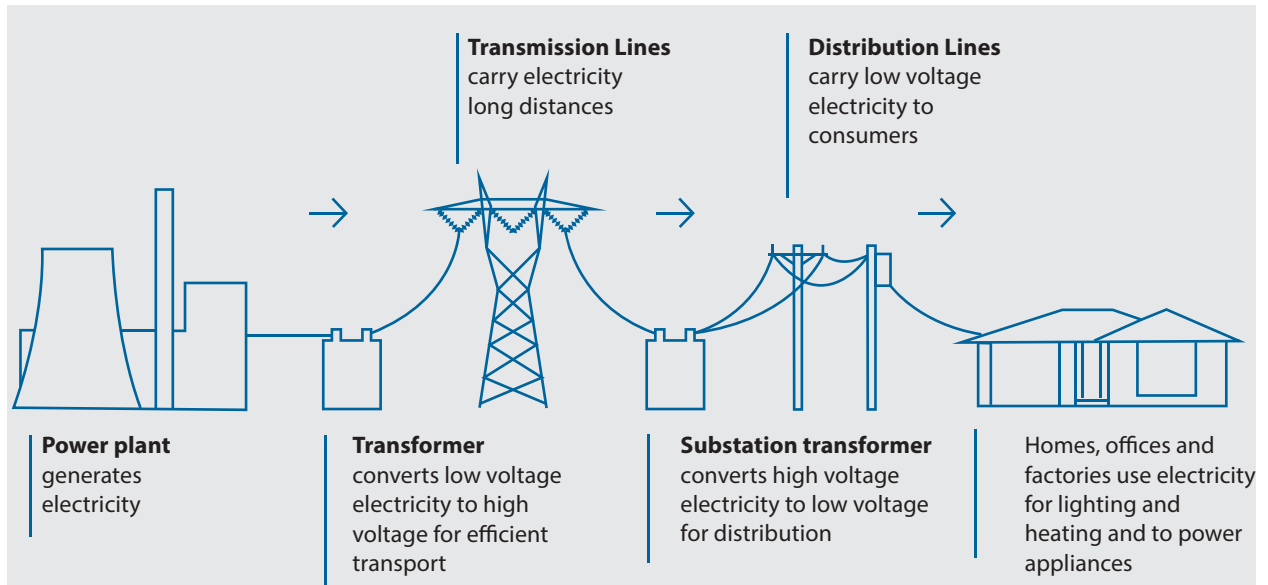 Transmission Lines
carry electricity
long distances
Distribution Lines
carry low voltage
electricity to
consumers
Power plant
generates
electricity
Transformer
converts low voltage
electricity to high
voltage for efficient
transport
Substation transformer
converts high voltage
electricity to low voltage
for distribution
Homes, offices and
factories use electricity
for lighting and
heating and to power
appliances